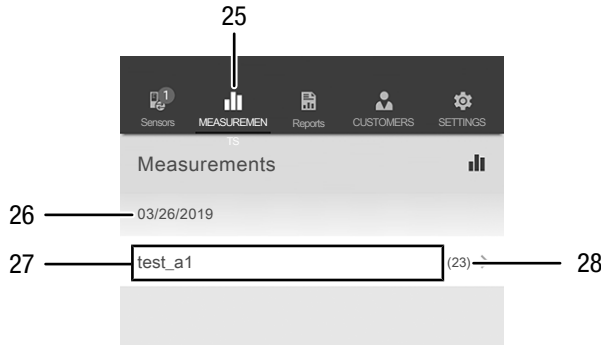 25
1
Sensors MEASUREMEN Reports CUSTOMERS SETTINGS
TS
Measurements
26 03/26/2019
27 test_a1 (23) 28